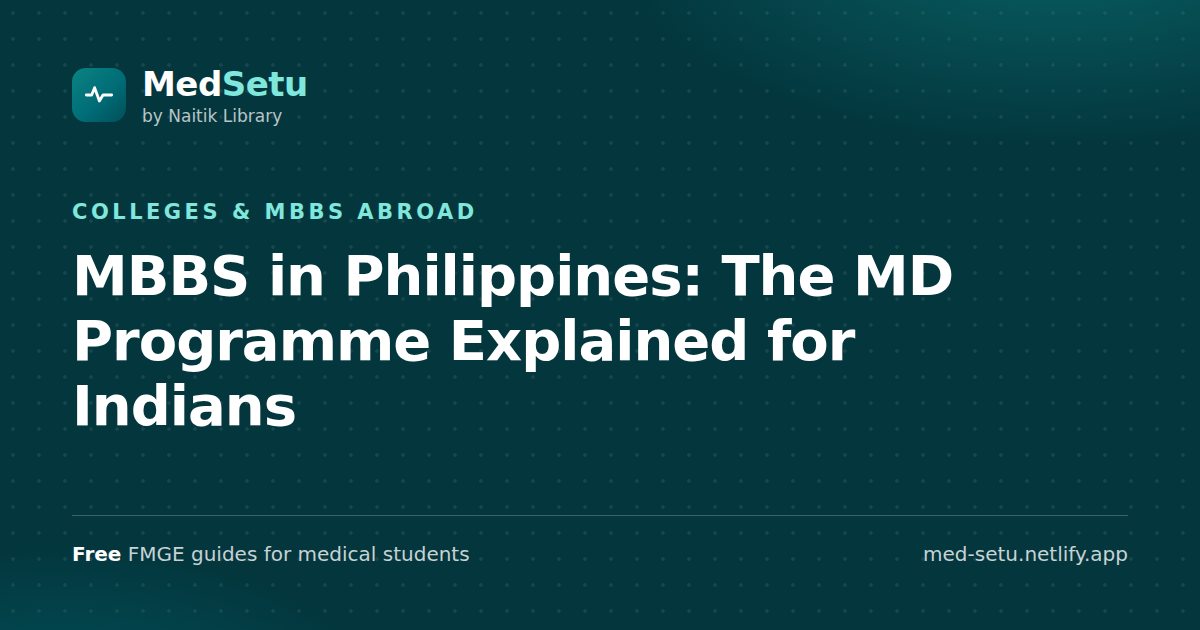 MedSetu
by Naitik Library
COLLEGES & MBBS ABROAD
MBBS in Philippines: The MD
Programme Explained for
Indians
Free FMGE guides for medical students
med-setu.netlify.app